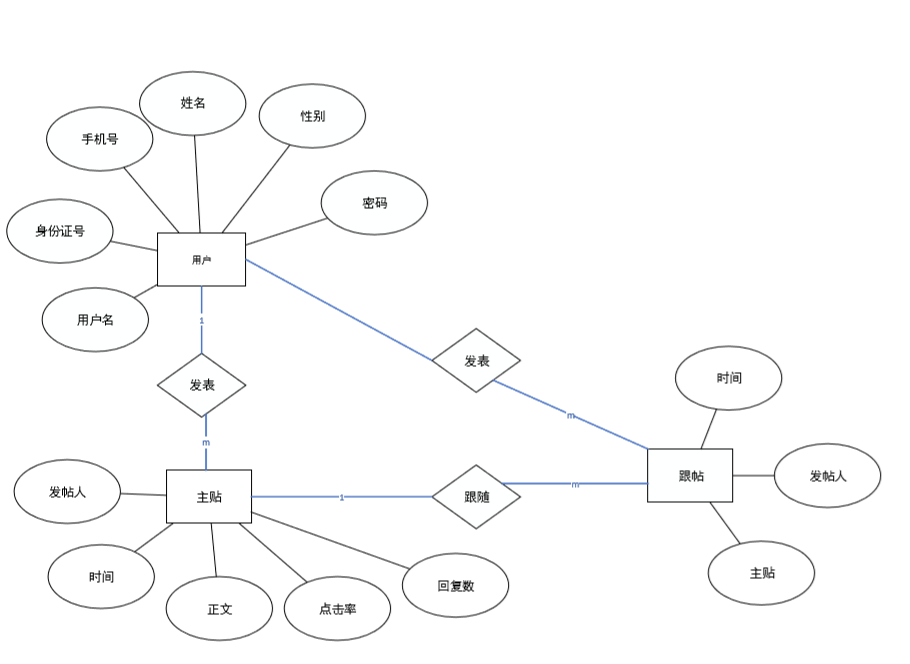 姓名
性别
手机号
密码
身份证号
用户
用户名
1
发表
发表
时间
m
m
跟帖
发帖人
发帖人
主贴
1
跟随
m
时间
正文
点击率
回复数
主贴